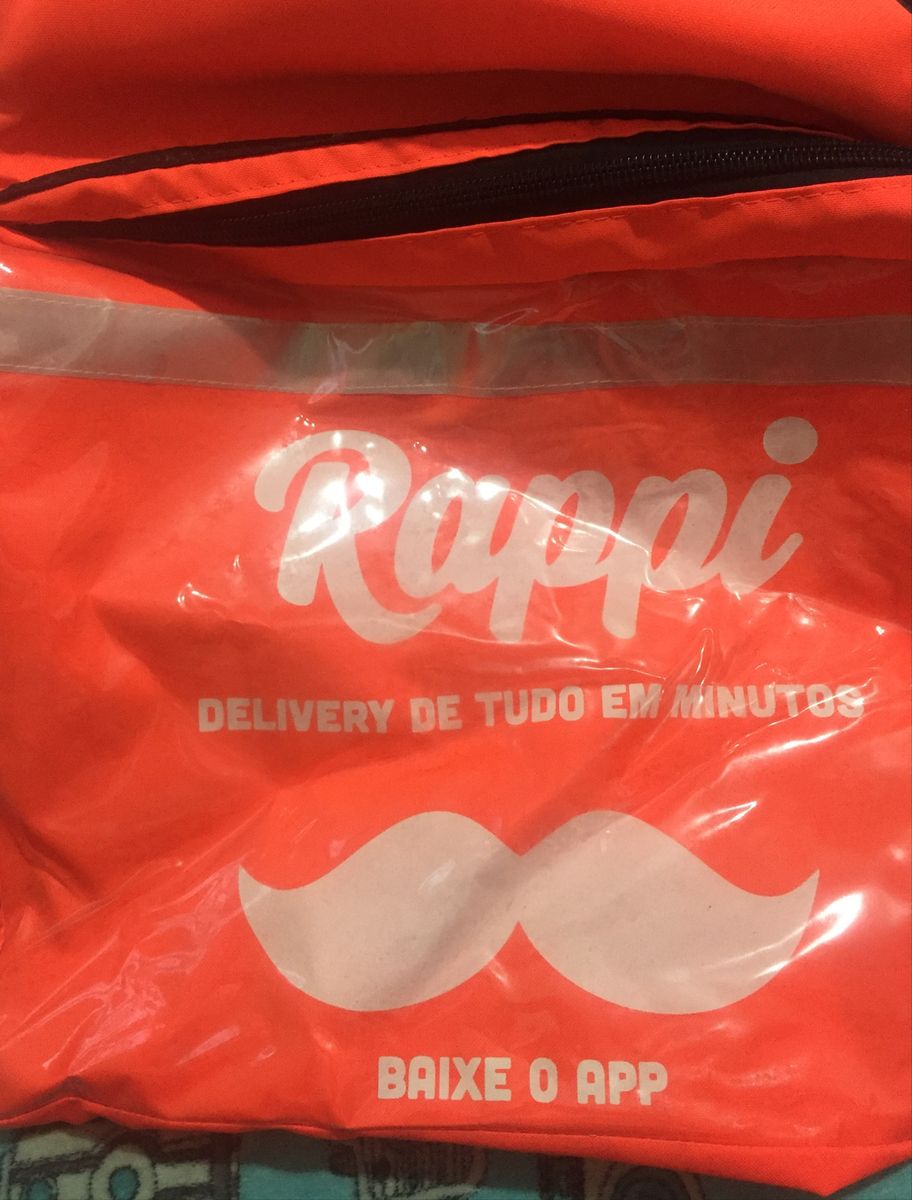 Rappi
DELIVERY DE TUDO EM MINUTOS
BAIXE O APP